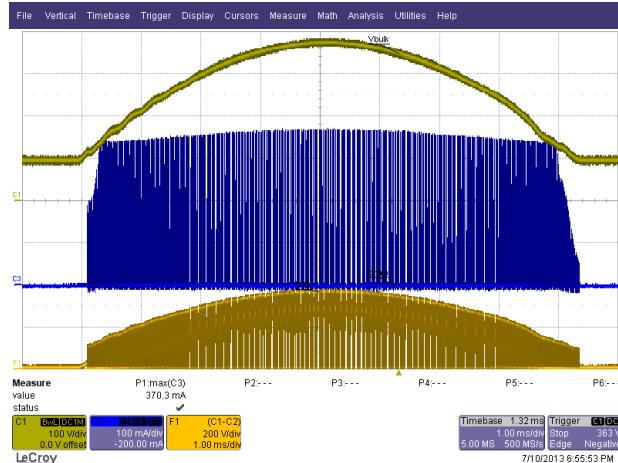 File Vertical Timebase Trigger Display Cursors Measure Math Analysis Utilities Help
Vbulk
C1
C3
F1
Measure P1:max(C3) P2:--- P3:--- P4:--- P5:--- P6:---
value 370.3 mA
status
C1 BwL DC1M F1 (C1-C2) Timebase 1.32 ms Trigger C1 DC
100 V/div 100 mA/div 200 V/div 1.00 ms/div Stop 363 V
0.0 V offset -200.00 mA 1.00 ms/div 5.00 MS 500 MS/s Edge Negative
LeCroy 7/10/2013 6:55:53 PM